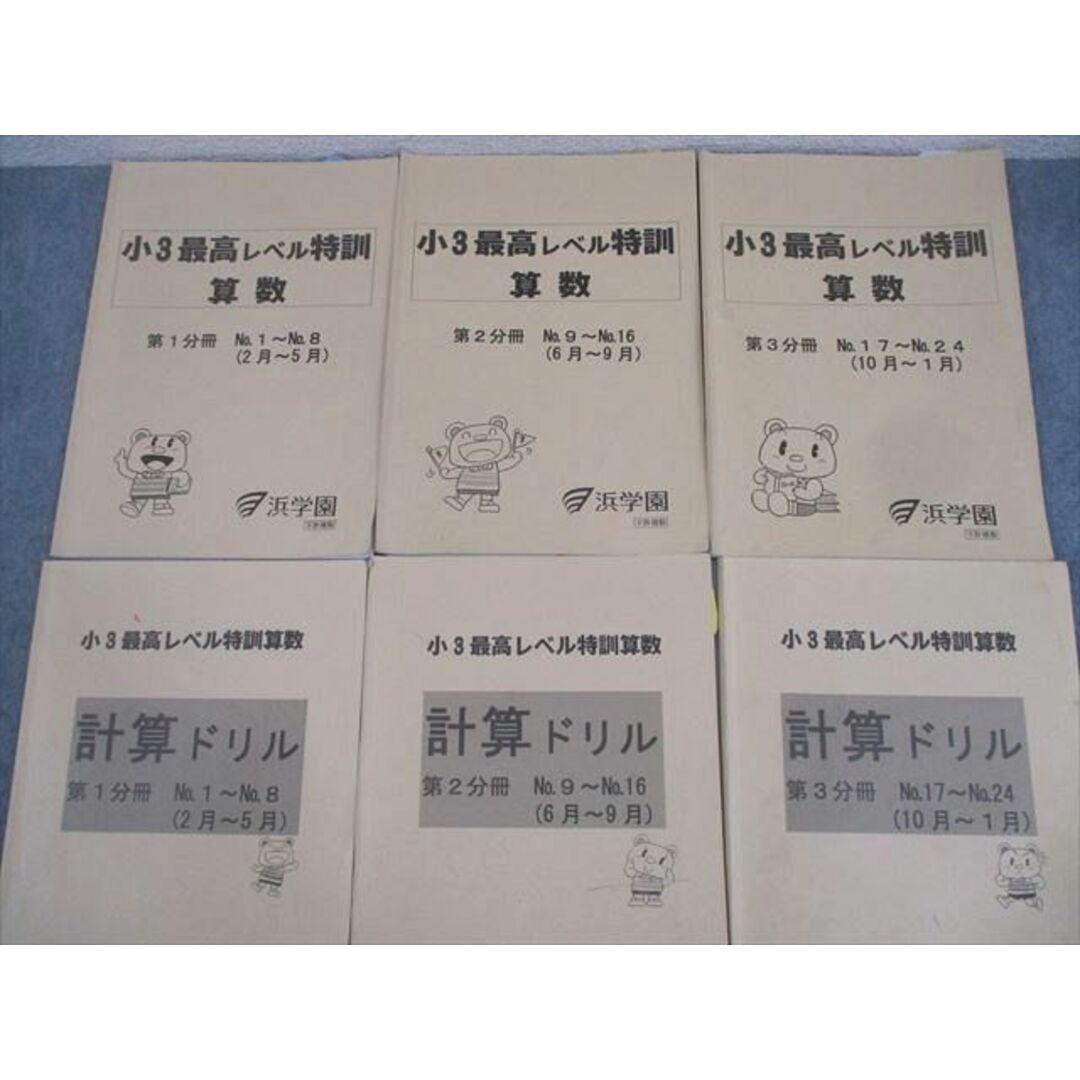 小3最高レベル特訓
算数
第1分冊 No.1～No.8
(2月～5月)
浜学園
小3最高レベル特訓
算数
第2分冊 No.9～No.16
(6月～9月)
浜学園
小3最高レベル特訓
算数
第3分冊 No.17～No.24
(10月～1月)
浜学園
小3最高レベル特訓算数
計算ドリル
第1分冊 No.1～No.8
(2月～5月)
小3最高レベル特訓算数
計算ドリル
第2分冊 No.9～No.16
(6月～9月)
小3最高レベル特訓算数
計算ドリル
第3分冊 No.17～No.24
(10月～1月)